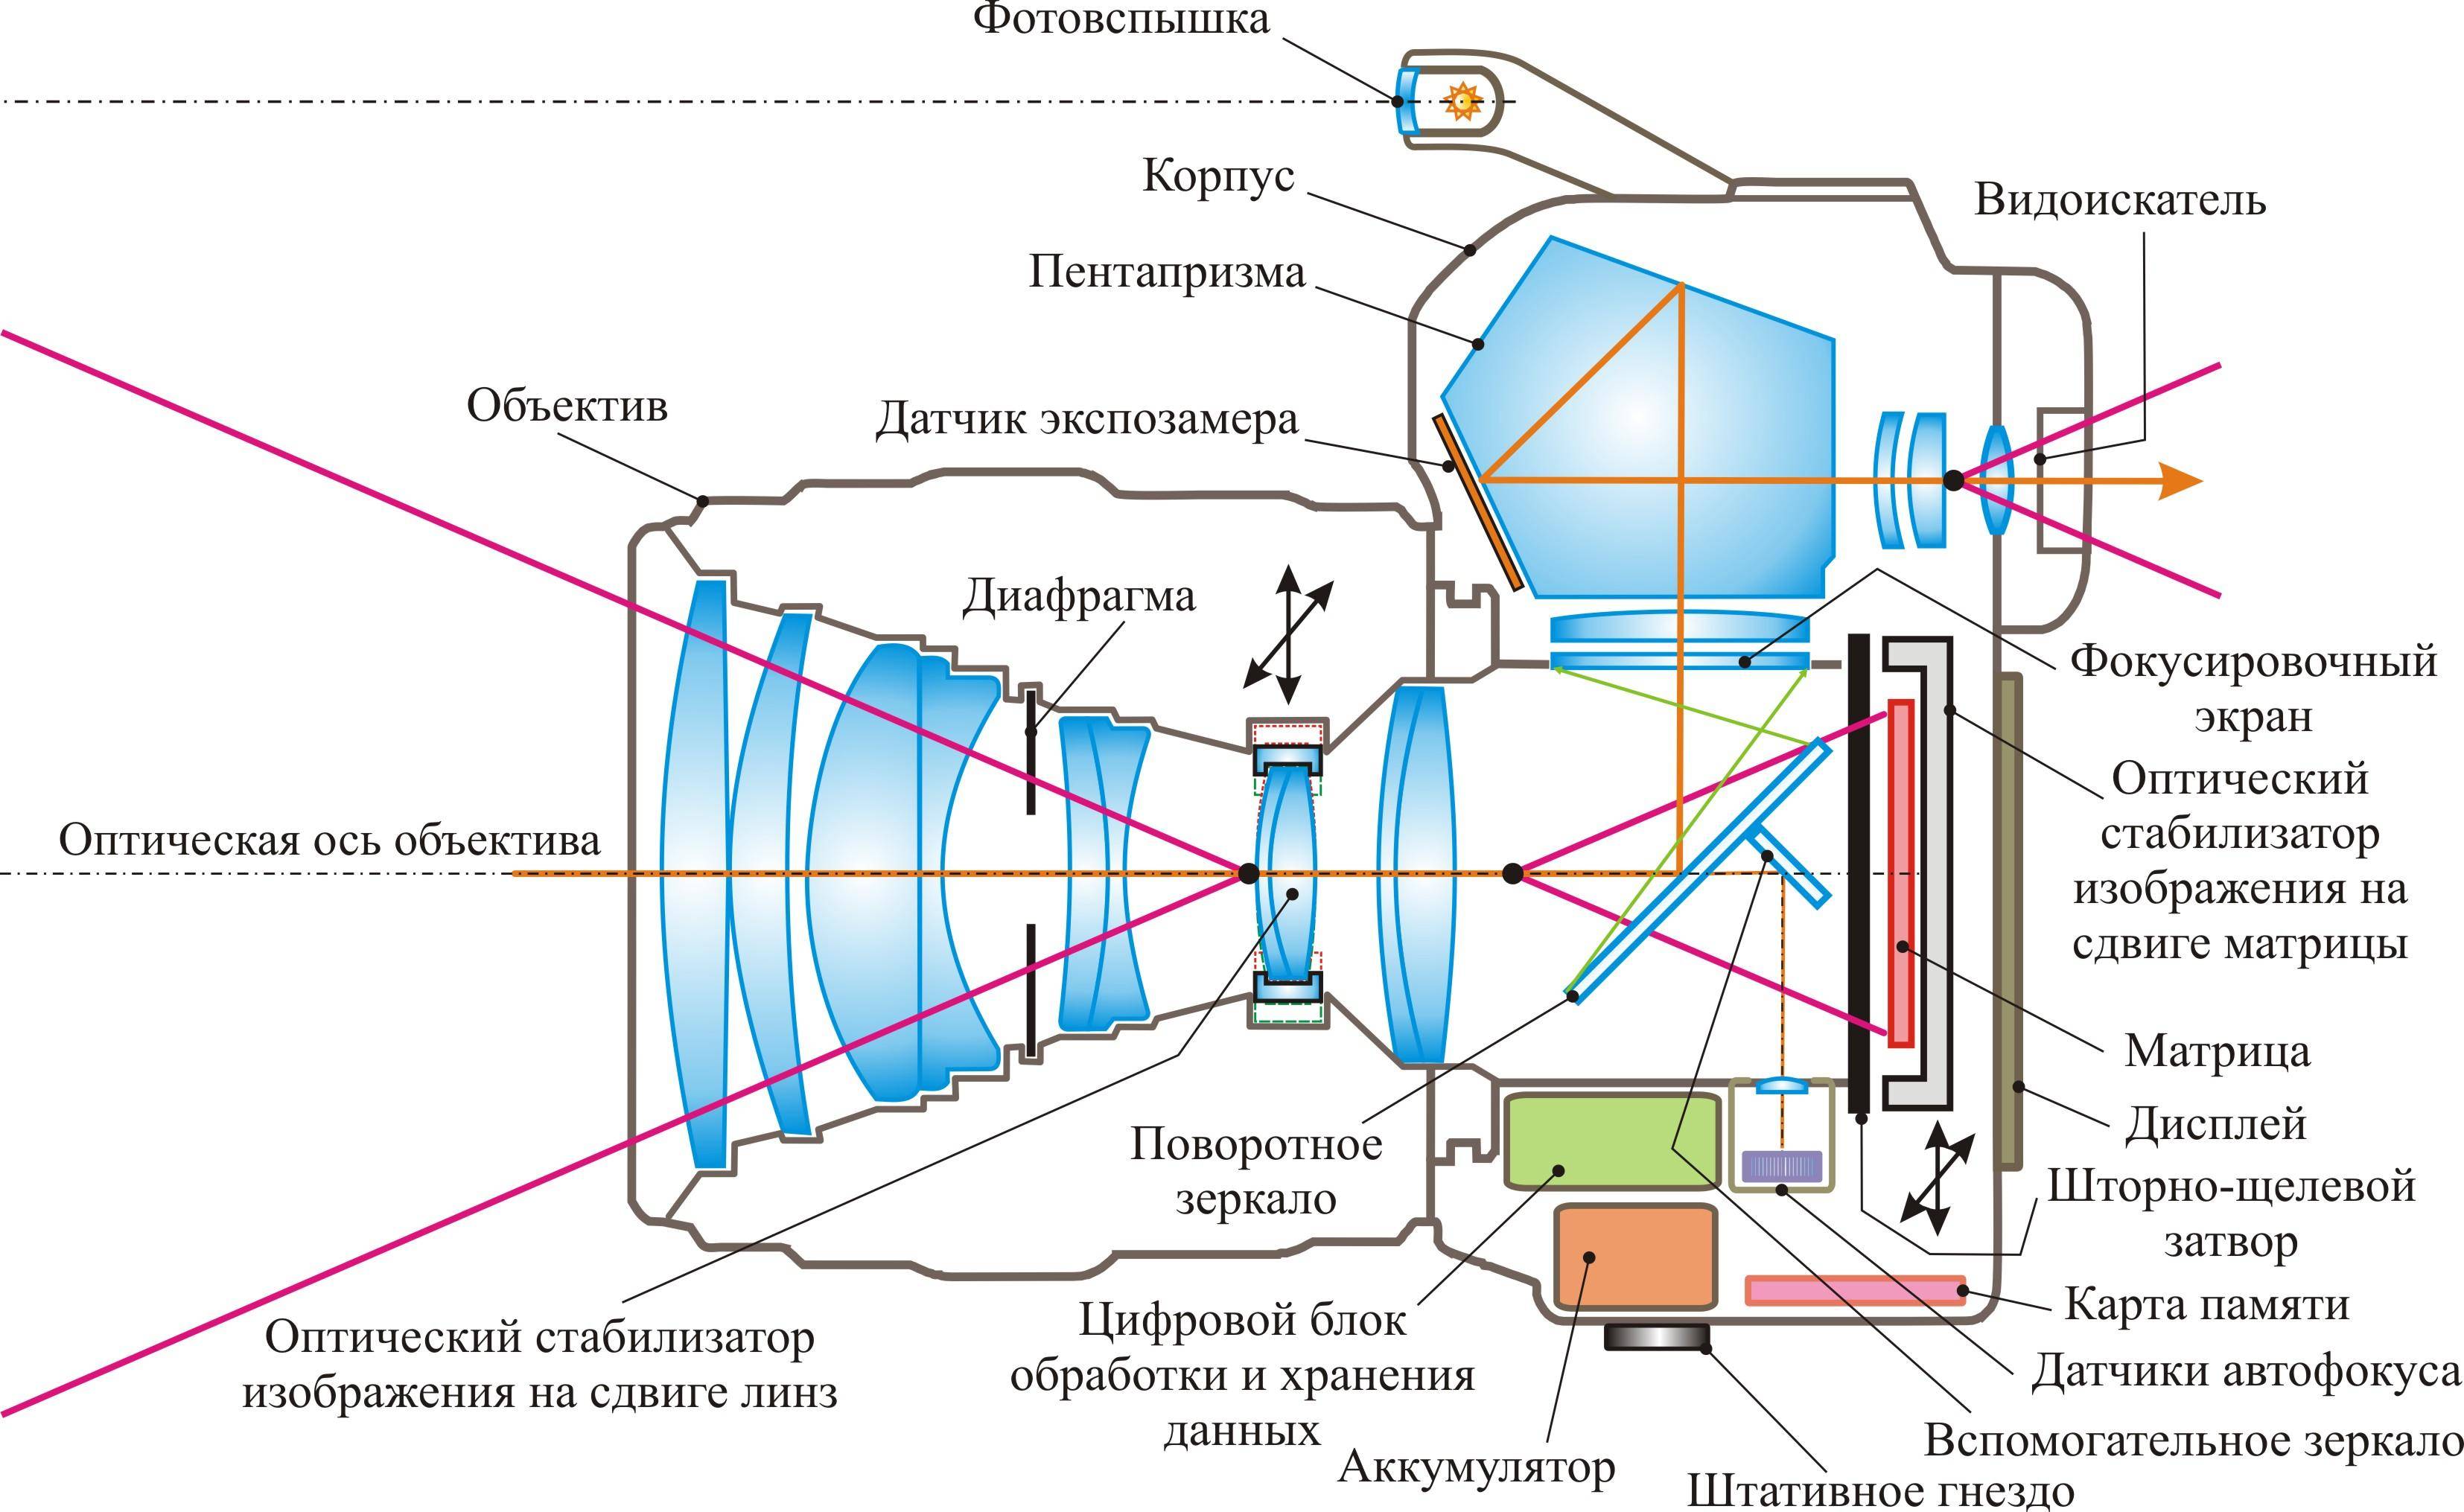 Фотовспышка
Корпус
Видоискатель
Пентапризма
Объектив
Датчик экспозамера
Диафрагма
Фокусировочный
экран
Оптический
стабилизатор
изображения на
сдвиге матрицы
Оптическая ось объектива
Матрица
Дисплей
Поворотное
зеркало
Шторно-щелевой
затвор
Карта памяти
Оптический стабилизатор
изображения на сдвиге линз
Цифровой блок
обработки и хранения
данных
Датчики автофокуса
Вспомогательное зеркало
Аккумулятор
Штативное гнездо